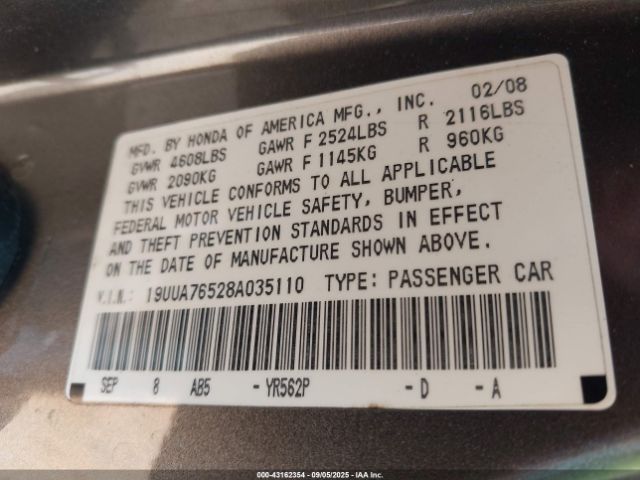 MFD. BY HONDA OF AMERICA MFG., INC. 02/08
GVWR 4608LBS GAWR F 2524LBS R 2116LBS
GVWR 2090KG GAWR F 1145KG R 960KG
THIS VEHICLE CONFORMS TO ALL APPLICABLE
FEDERAL MOTOR VEHICLE SAFETY, BUMPER,
AND THEFT PREVENTION STANDARDS IN EFFECT
ON THE DATE OF MANUFACTURE SHOWN ABOVE.
V.I.N.: 19UUA76528A035110 TYPE: PASSENGER CAR
SEP 8 AB5 - YR562P - D - A
000-43162354 | 09/05/2025 | IAA Inc.